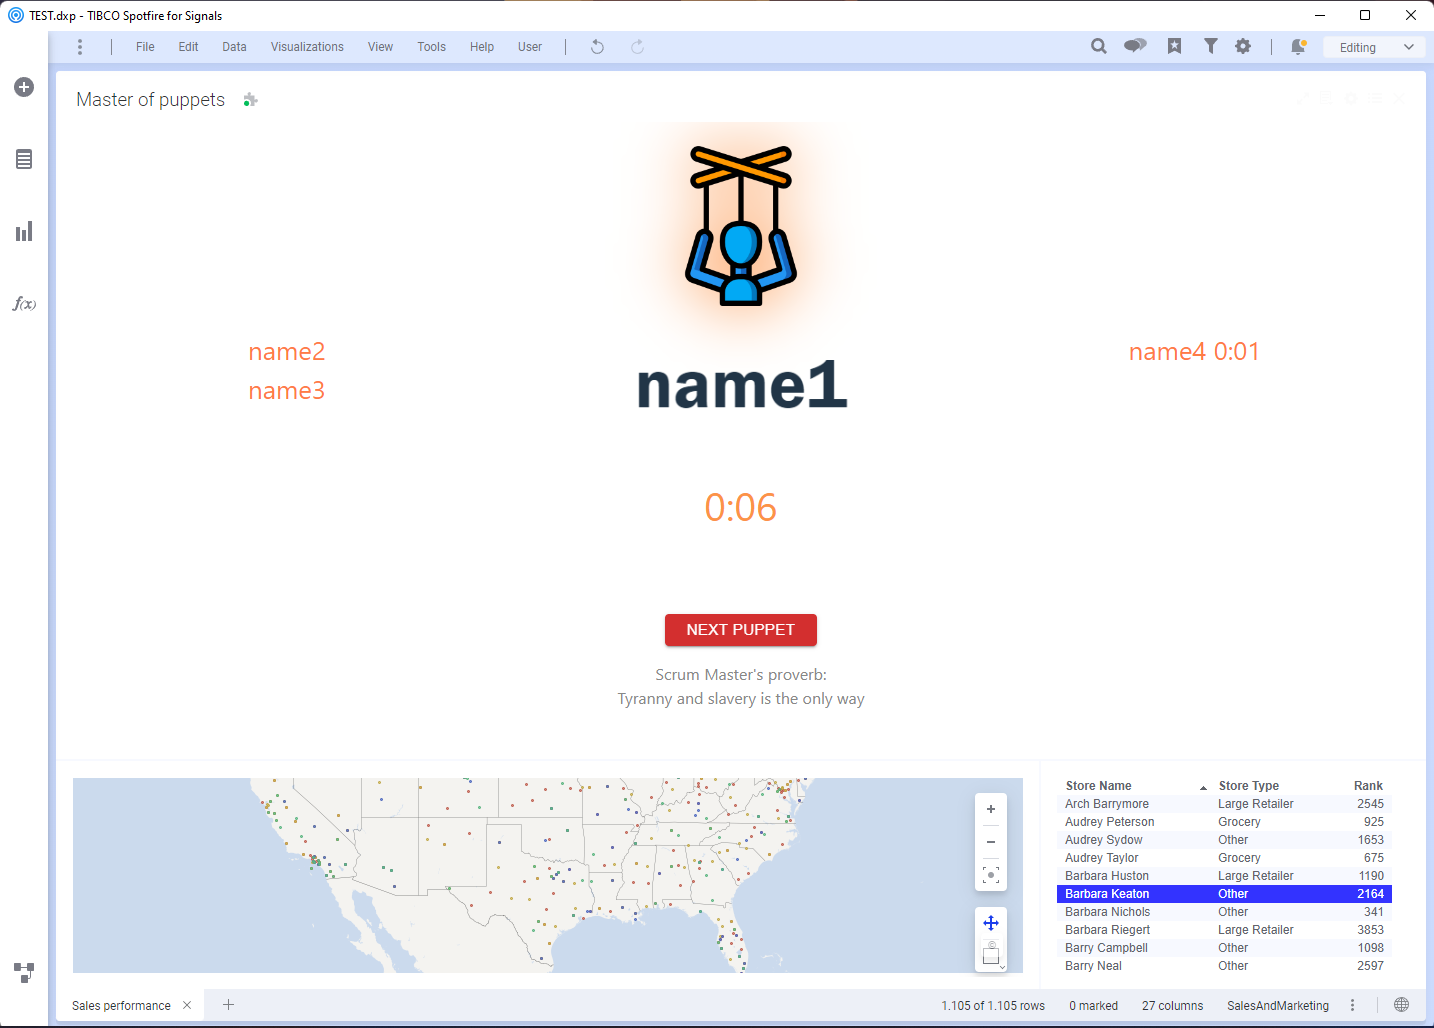 TEST.dxp - TIBCO Spotfire for Signals
File Edit Data Visualizations View Tools Help User Editing
f(x)
Master of puppets
name2
name3
name1
name4 0:01
0:06
NEXT PUPPET
Scrum Master's proverb:
Tyranny and slavery is the only way
Store Name Store Type Rank
Arch Barrymore Large Retailer 2545
Audrey Peterson Grocery 925
Audrey Sydow Other 1653
Audrey Taylor Grocery 675
Barbara Huston Large Retailer 1190
Barbara Keaton Other 2164
Barbara Nichols Other 341
Barbara Riegert Large Retailer 3853
Barry Campbell Other 1098
Barry Neal Other 2597
Sales performance
1.105 of 1.105 rows 0 marked 27 columns SalesAndMarketing